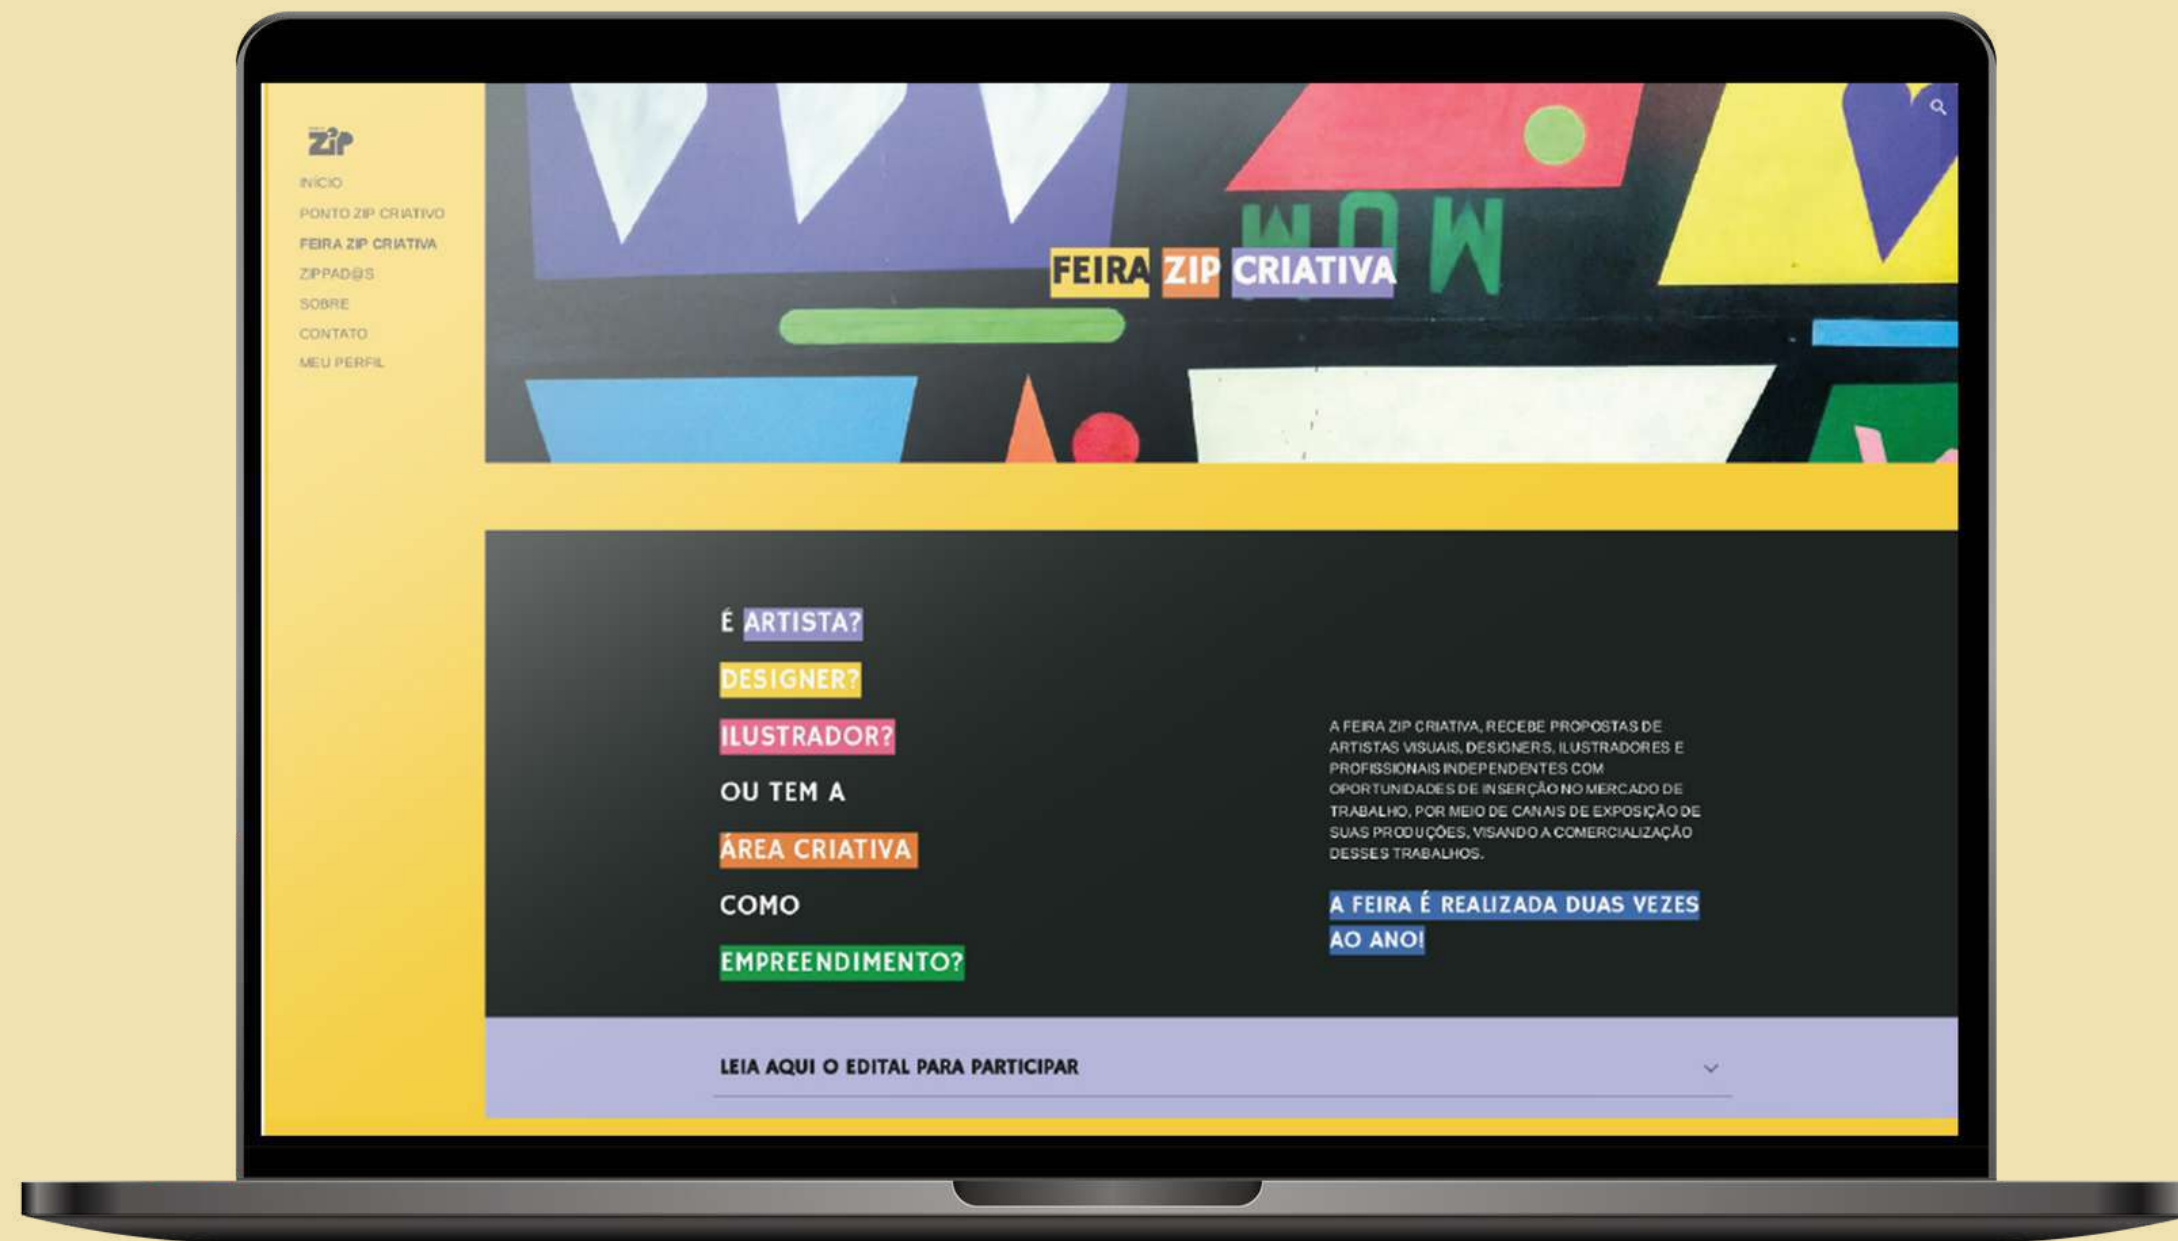 ZIP
INÍCIO
PONTO ZIP CRIATIVO
FEIRA ZIP CRIATIVA
ZIPPAD@S
SOBRE
CONTATO
MEU PERFIL
FEIRA ZIP CRIATIVA
É ARTISTA?
DESIGNER?
ILUSTRADOR?
OU TEM A
ÁREA CRIATIVA
COMO
EMPREENDIMENTO?
A FEIRA ZIP CRIATIVA, RECEBE PROPOSTAS DE
ARTISTAS VISUAIS, DESIGNERS, ILUSTRADORES E
PROFISSIONAIS INDEPENDENTES COM
OPORTUNIDADES DE INSERÇÃO NO MERCADO DE
TRABALHO, POR MEIO DE CANAIS DE EXPOSIÇÃO DE
SUAS PRODUÇÕES, VISANDO A COMERCIALIZAÇÃO
DESSES TRABALHOS.
A FEIRA É REALIZADA DUAS VEZES
AO ANO!
LEIA AQUI O EDITAL PARA PARTICIPAR